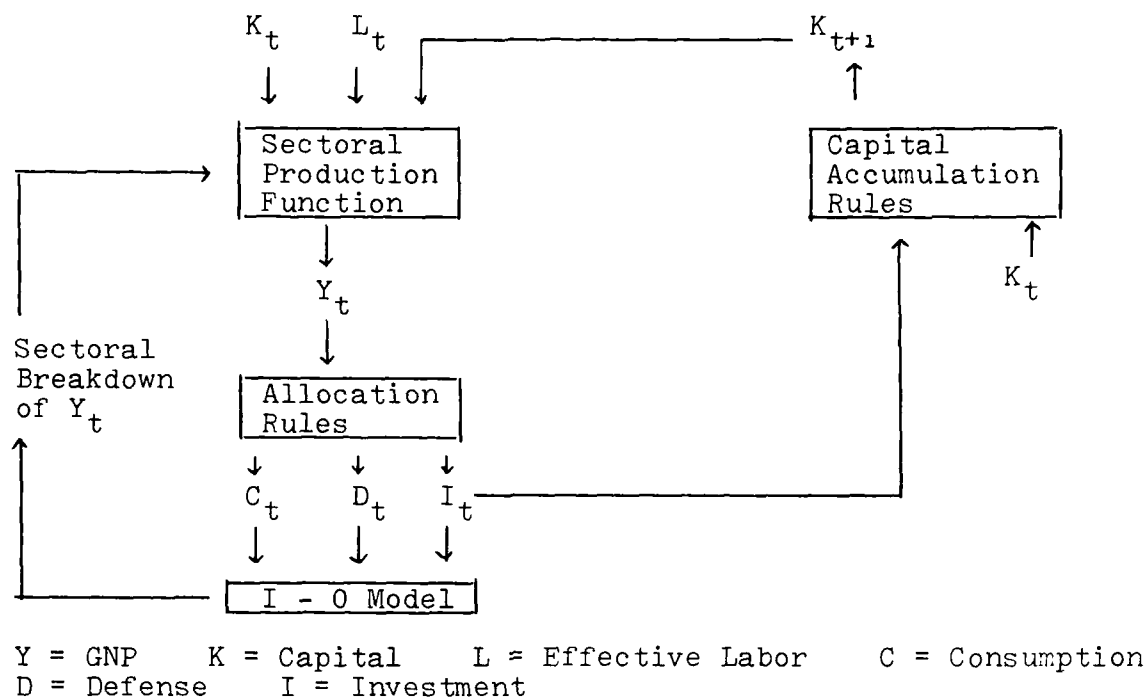 K_t L_t K_{t+1}
Sectoral
Production
Function
Capital
Accumulation
Rules
Y_t
K_t
Sectoral
Breakdown
of Y_t
Allocation
Rules
C_t D_t I_t
I - O Model
Y = GNP K = Capital L = Effective Labor C = Consumption
D = Defense I = Investment